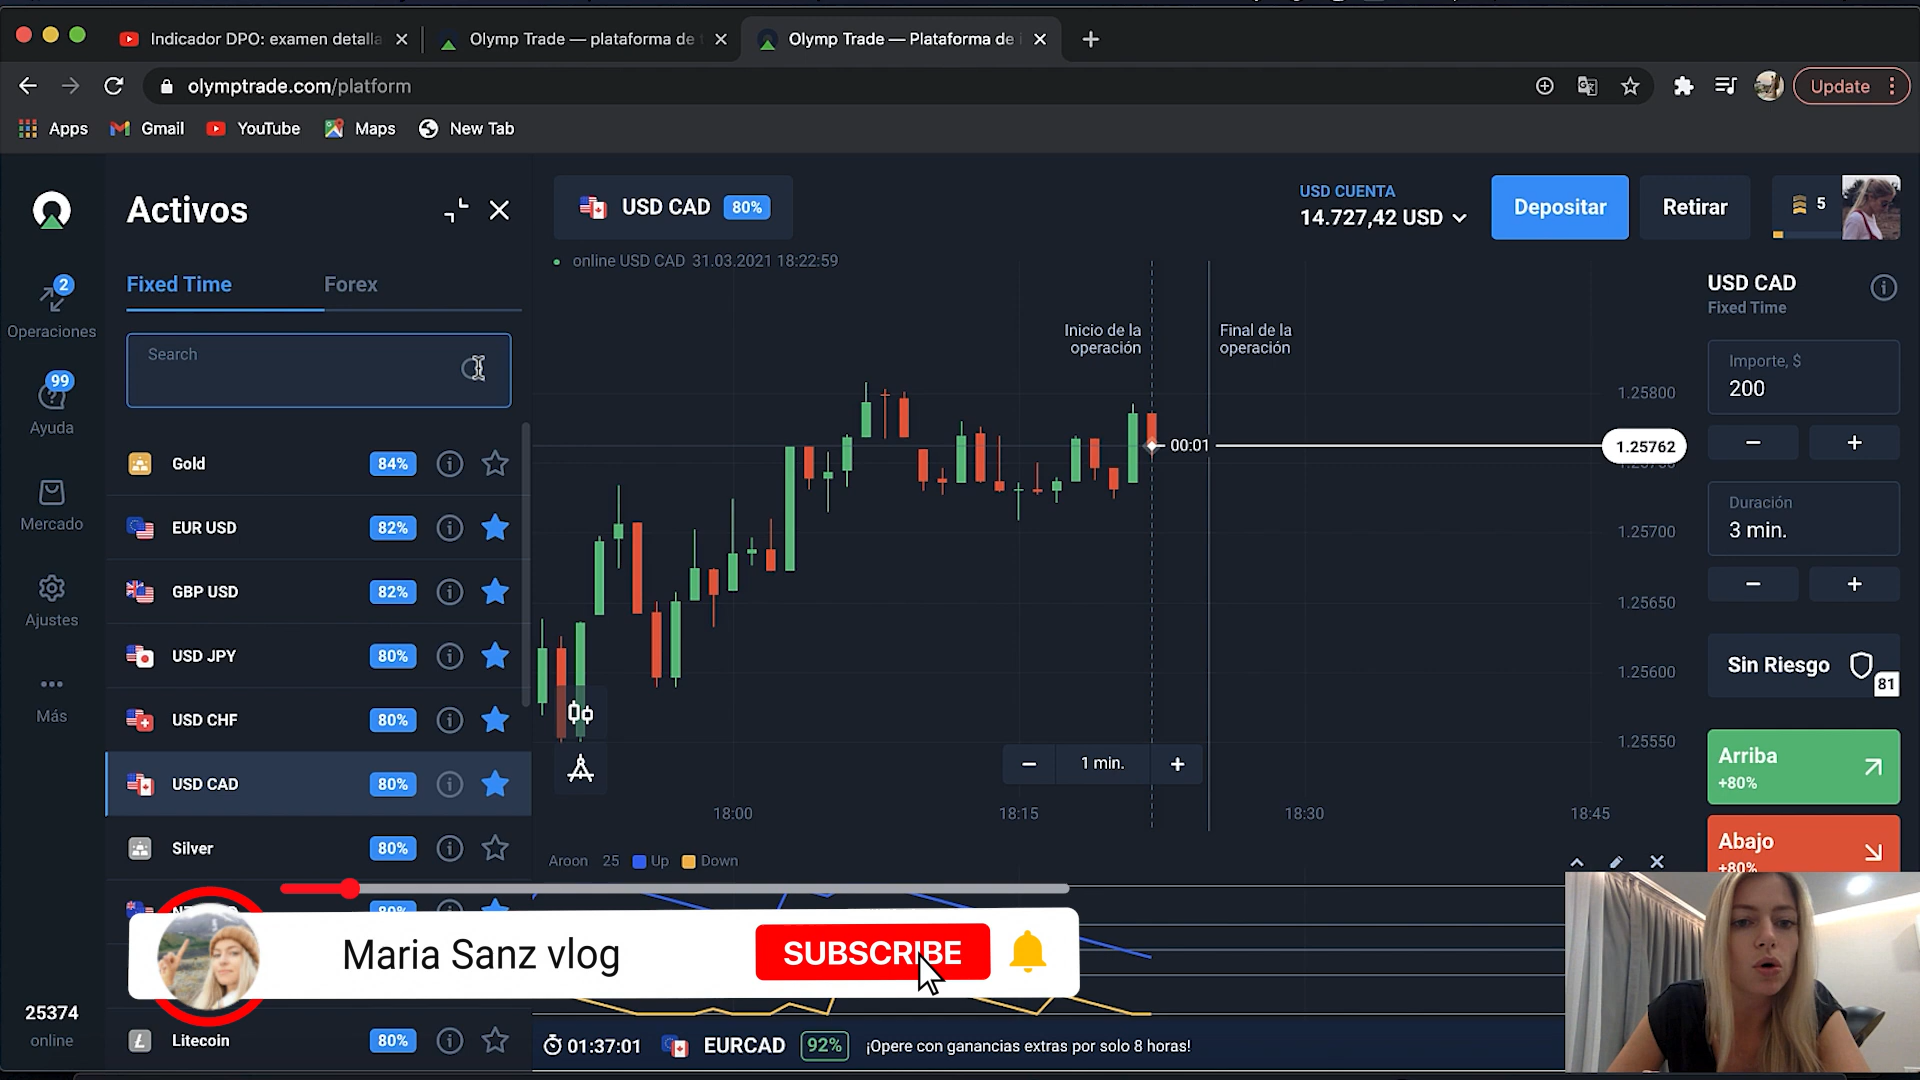 Indicador DPO: examen detalla
Olymp Trade — plataforma de t
Olymp Trade — Plataforma de i
olymptrade.com/platform
Update
Apps
Gmail
YouTube
Maps
New Tab
Activos
Fixed Time
Forex
Search
2
Operaciones
99
Ayuda
Mercado
Ajustes
Más
25374
online
Gold 84%
EUR USD 82%
GBP USD 82%
USD JPY 80%
USD CHF 80%
USD CAD 80%
Silver 80%
Litecoin 80%
USD CAD 80%
online USD CAD 31.03.2021 18:22:59
USD CUENTA
14.727,42 USD
Depositar
Retirar
5
Inicio de la
operación
Final de la
operación
00:01
1.25800
1.25762
1.25700
1.25650
1.25600
1.25550
1 min.
18:00
18:15
18:30
18:45
Aroon 25 Up Down
USD CAD
Fixed Time
Importe, $
200
Duración
3 min.
Sin Riesgo
81
Arriba
+80%
Abajo
+80%
Maria Sanz vlog
SUBSCRIBE
01:37:01 EURCAD 92% ¡Opere con ganancias extras por solo 8 horas!